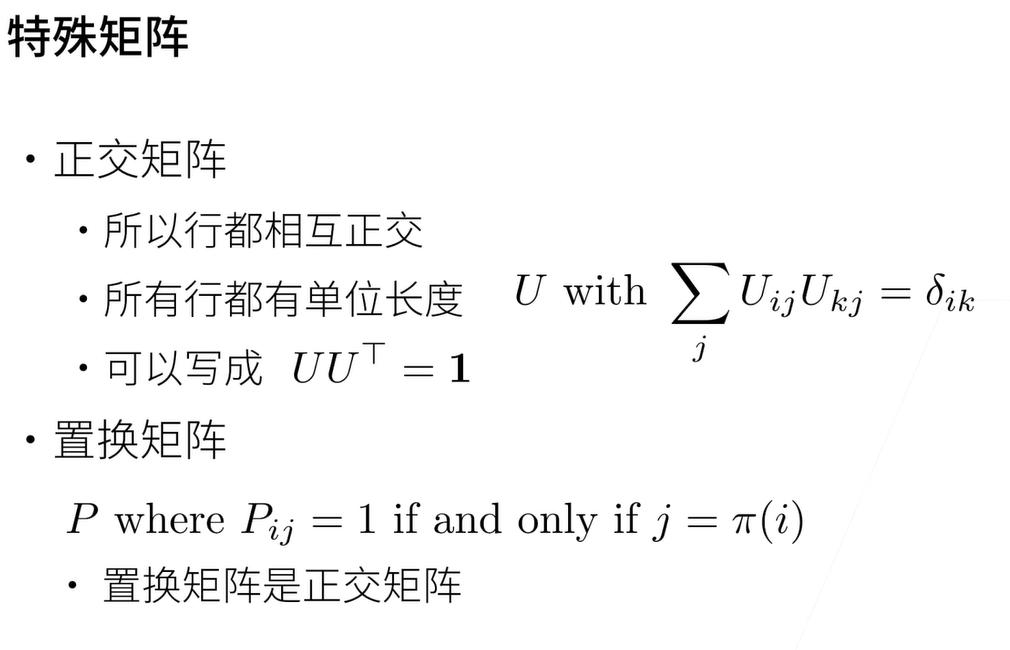 特殊矩阵
• 正交矩阵
• 所以行都相互正交
• 所有行都有单位长度 $U \text{ with } \sum_j U_{ij} U_{kj} = \delta_{ik}$
• 可以写成 $UU^\top = \mathbf{1}$
• 置换矩阵
$P \text{ where } P_{ij} = 1 \text{ if and only if } j = \pi(i)$
• 置换矩阵是正交矩阵